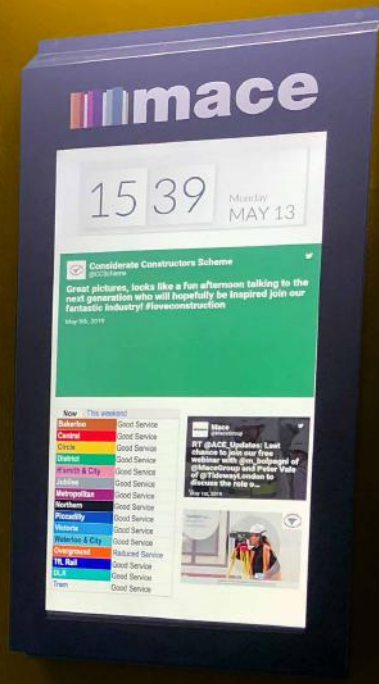 mace
15 39
Monday
MAY 13
Considerate Constructors Scheme
@CCScheme
Great pictures, looks like a fun afternoon talking to the
next generation who will hopefully be inspired join our
fantastic industry! #loveconstruction
May 9th, 2019
Now This weekend
Bakerloo Good Service
Central Good Service
Circle Good Service
District Good Service
H'smith & City Good Service
Jubilee Good Service
Metropolitan Good Service
Northern Good Service
Piccadilly Good Service
Victoria Good Service
Waterloo & City Good Service
Overground Reduced Service
TfL Rail Good Service
DLR Good Service
Tram Good Service
Mace
@MaceGroup
RT @ACE_Updates: Last
chance to join our free
webinar with @m_bolpagni of
@MaceGroup and Peter Vale
of @TidewayLondon to
discuss the role o...
May 1st, 2019